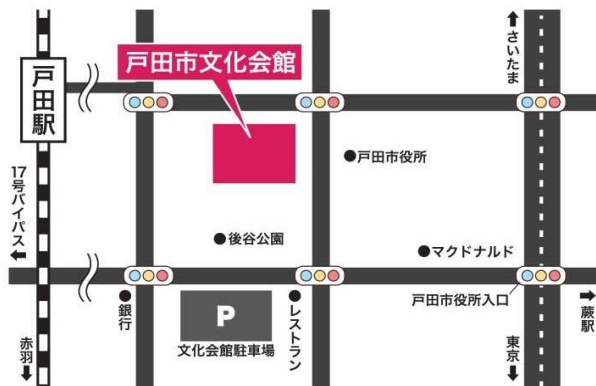 さいたま
戸田市文化会館
戸田駅
戸田市役所
17号バイパス
後谷公園
マクドナルド
戸田市役所入口
銀行
P
レストラン
蕨駅
文化会館駐車場
赤羽
東京